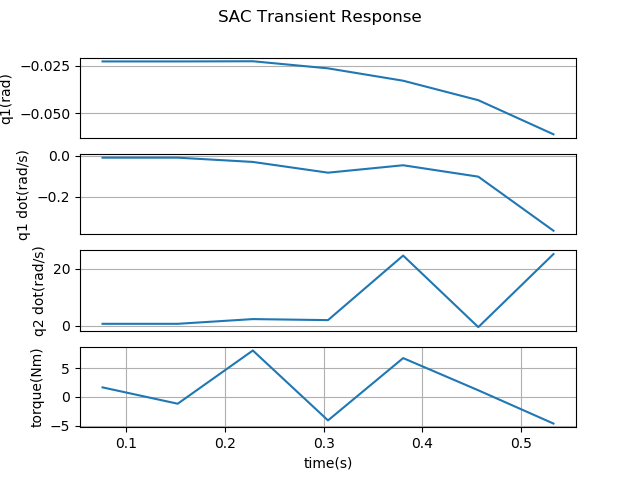 SAC Transient Response
−0.025
−0.050
q1(rad)
0.0
−0.2
q1 dot(rad/s)
20
0
q2 dot(rad/s)
5
0
−5
torque(Nm)
0.1 0.2 0.3 0.4 0.5
time(s)